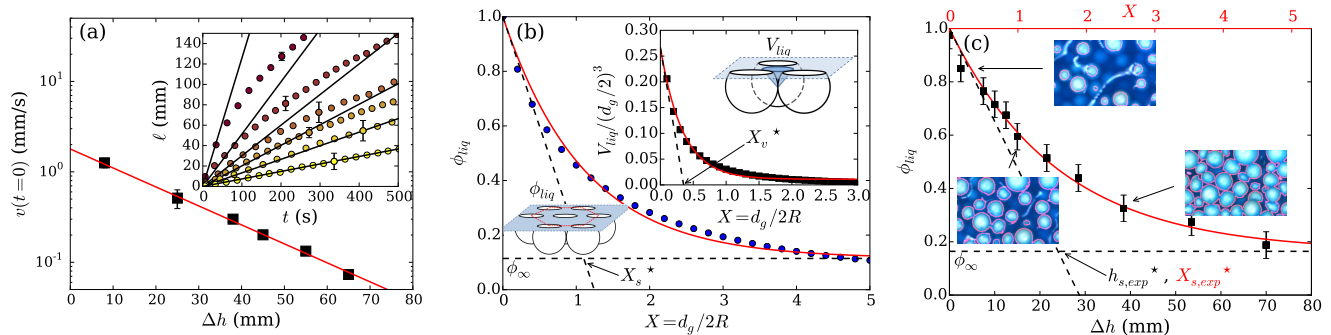 (a)
v(t=0) (mm/s)
10¹
10⁰
10⁻¹
0 10 20 30 40 50 60 70 80
Δh (mm)
ℓ (mm)
140
120
100
80
60
40
20
0
0 100 200 300 400 500
t (s)
(b)
ϕ_liq
1.0
0.8
0.6
0.4
0.2
0.0
0 1 2 3 4 5
X = d_g/2R
ϕ_liq
ϕ_∞
X_s*
V_liq/(d_g/2)³
0.30
0.25
0.20
0.15
0.10
0.05
0.00
0.0 0.5 1.0 1.5 2.0 2.5 3.0
X = d_g/2R
V_liq
X_v*
(c)
0 1 2 3 4 5
X
ϕ_liq
1.0
0.8
0.6
0.4
0.2
0.0
0 10 20 30 40 50 60 70 80
Δh (mm)
ϕ_∞
h_{s,exp}*, X_{s,exp}*